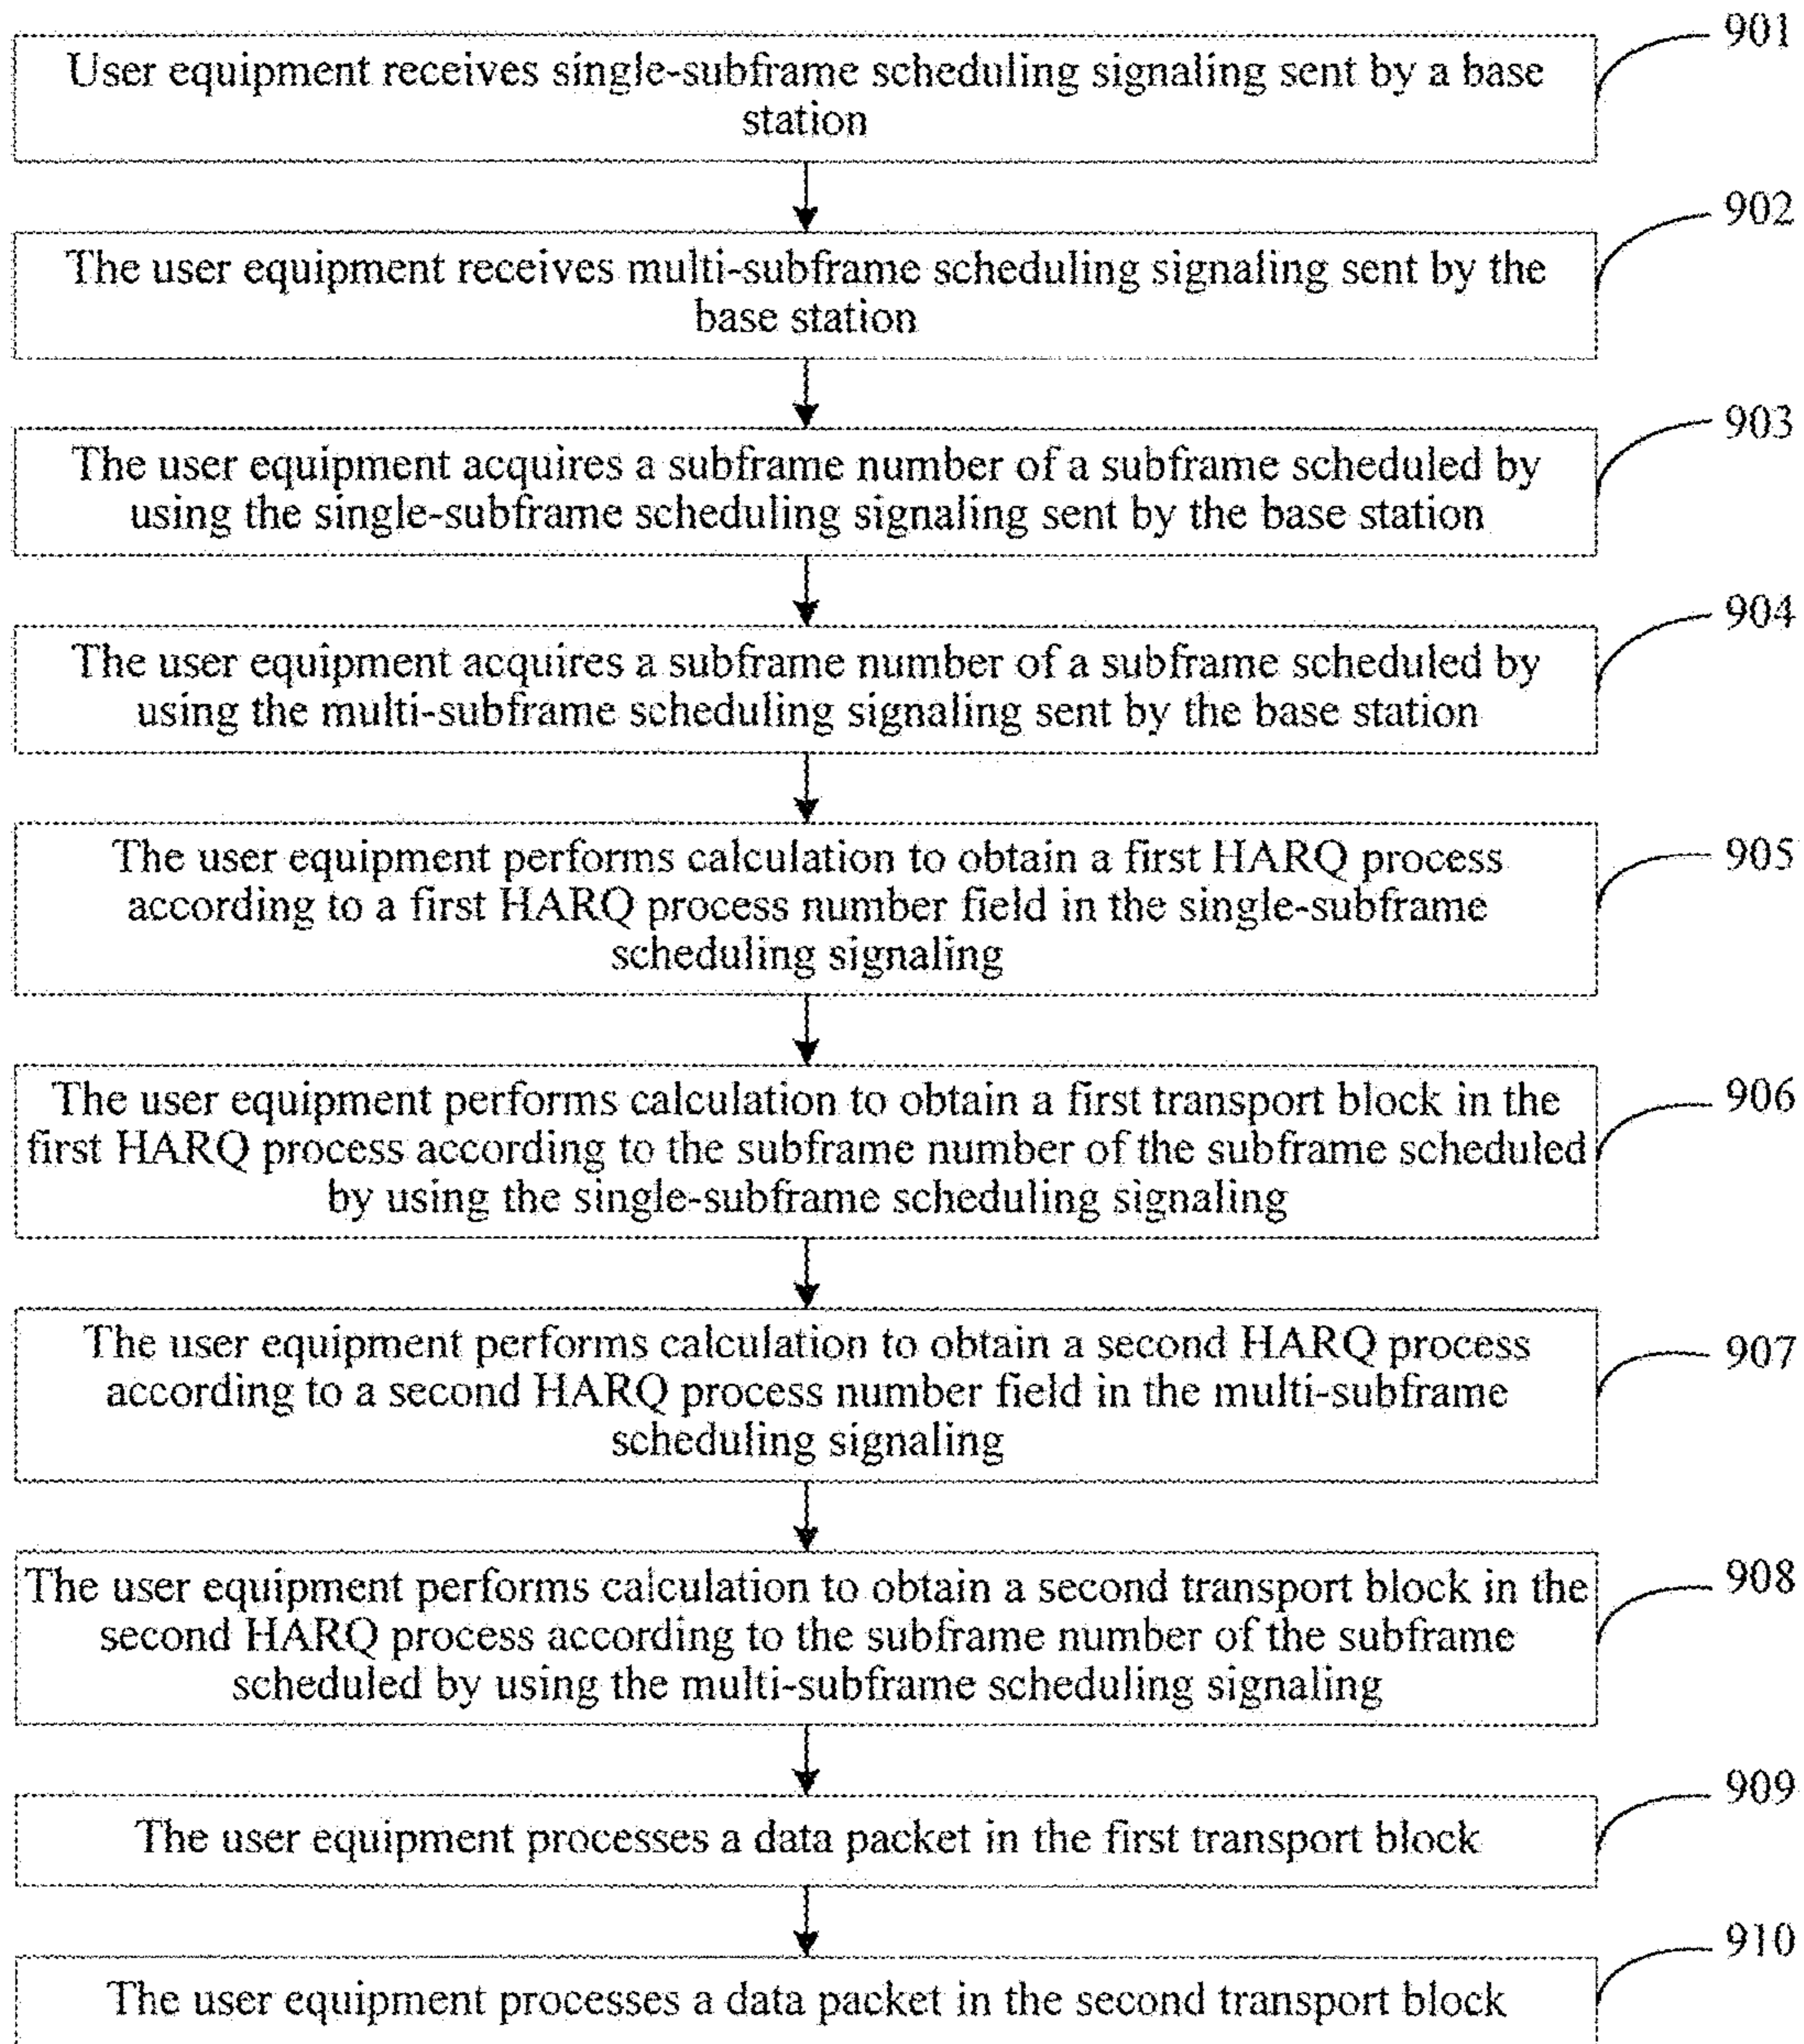 901
User equipment receives single-subframe scheduling signaling sent by a base
station
902
The user equipment receives multi-subframe scheduling signaling sent by the
base station
903
The user equipment acquires a subframe number of a subframe scheduled by
using the single-subframe scheduling signaling sent by the base station
904
The user equipment acquires a subframe number of a subframe scheduled by
using the multi-subframe scheduling signaling sent by the base station
905
The user equipment performs calculation to obtain a first HARQ process
according to a first HARQ process number field in the single-subframe
scheduling signaling
906
The user equipment performs calculation to obtain a first transport block in the
first HARQ process according to the subframe number of the subframe scheduled
by using the single-subframe scheduling signaling
907
The user equipment performs calculation to obtain a second HARQ process
according to a second HARQ process number field in the multi-subframe
scheduling signaling
908
The user equipment performs calculation to obtain a second transport block in the
second HARQ process according to the subframe number of the subframe
scheduled by using the multi-subframe scheduling signaling
909
The user equipment processes a data packet in the first transport block
910
The user equipment processes a data packet in the second transport block